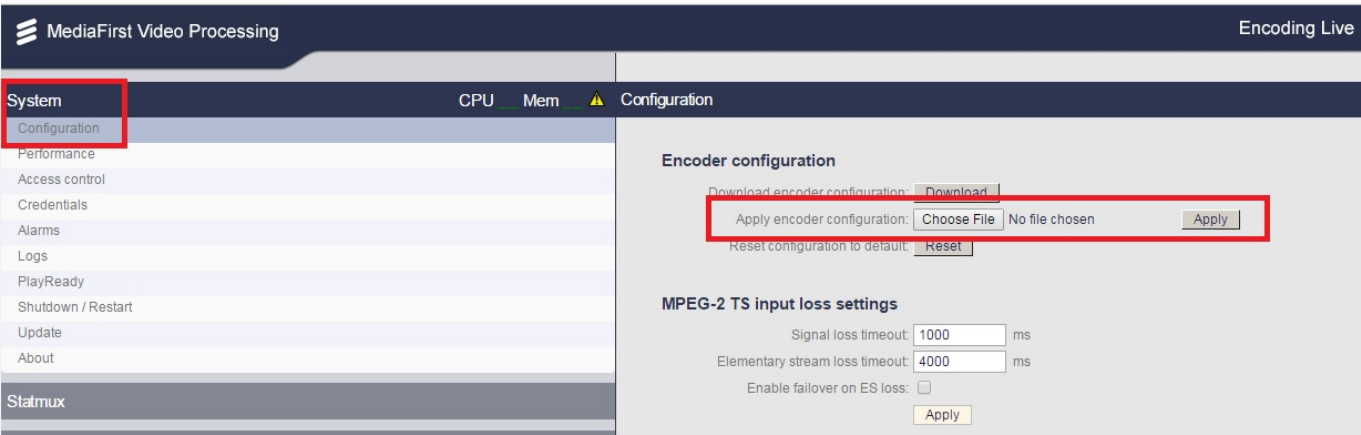 MediaFirst Video Processing
Encoding Live
System CPU __ Mem __
Configuration
Performance
Access control
Credentials
Alarms
Logs
PlayReady
Shutdown / Restart
Update
About
Statmux
Configuration
Encoder configuration
Download encoder configuration: Download
Apply encoder configuration: Choose File No file chosen Apply
Reset configuration to default: Reset
MPEG-2 TS input loss settings
Signal loss timeout: 1000 ms
Elementary stream loss timeout: 4000 ms
Enable failover on ES loss:
Apply